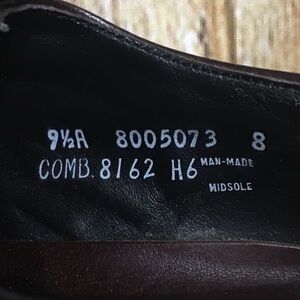 9½A 8005073 8
COMB. 8162 H6 MAN-MADE
MIDSOLE